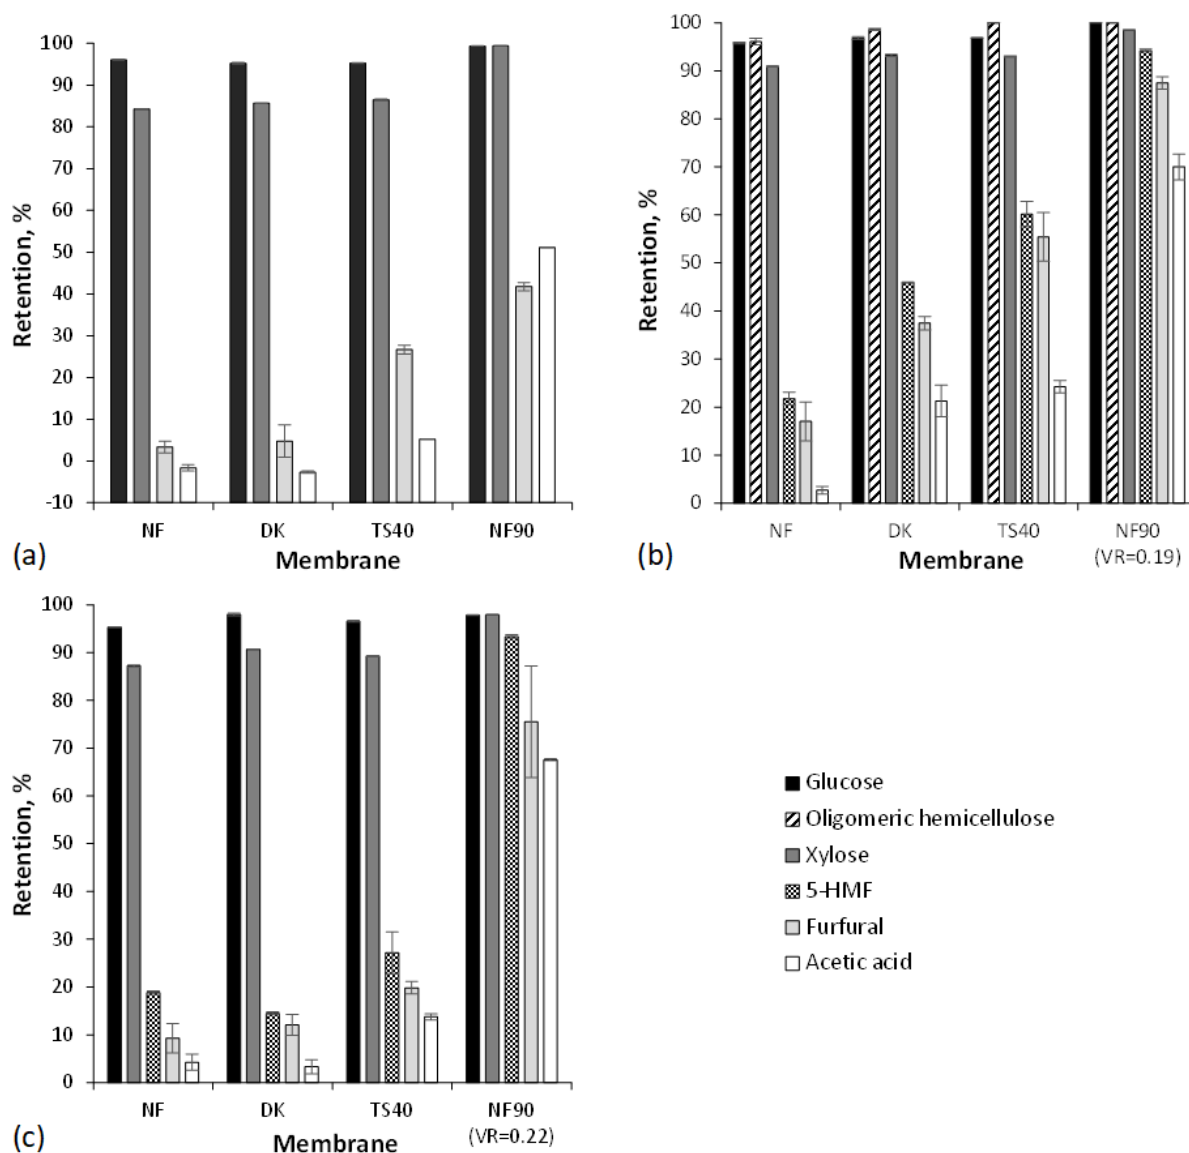 100
90
80
70
60
50
40
30
20
10
0
-10
Retention, %
NF DK TS40 NF90
Membrane
(a)
100
90
80
70
60
50
40
30
20
10
0
Retention, %
NF DK TS40 NF90
Membrane (VR=0.19)
(b)
100
90
80
70
60
50
40
30
20
10
0
Retention, %
NF DK TS40 NF90
Membrane (VR=0.22)
(c)
Glucose
Oligomeric hemicellulose
Xylose
5-HMF
Furfural
Acetic acid